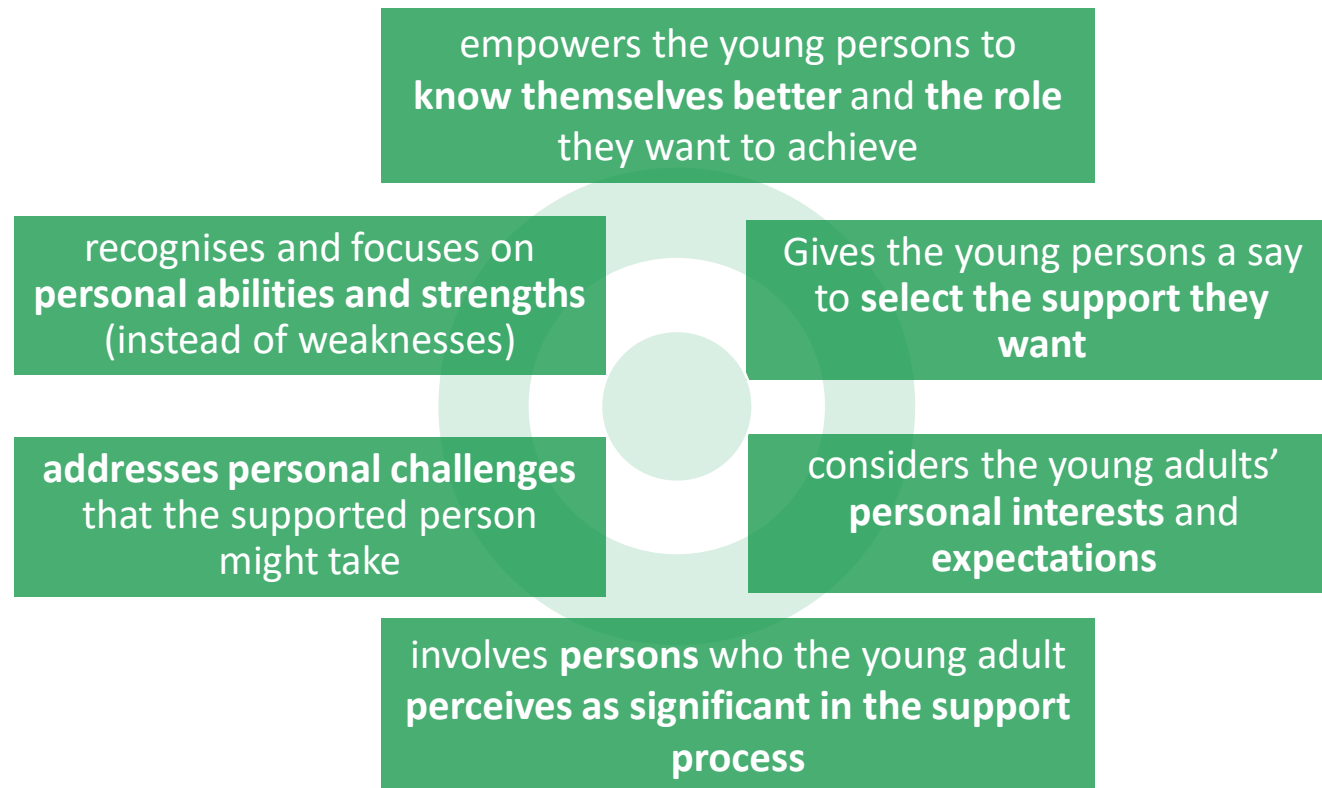 empowers the young persons to
know themselves better and the role
they want to achieve
recognises and focuses on
personal abilities and strengths
(instead of weaknesses)
Gives the young persons a say
to select the support they
want
addresses personal challenges
that the supported person
might take
considers the young adults’
personal interests and
expectations
involves persons who the young adult
perceives as significant in the support
process